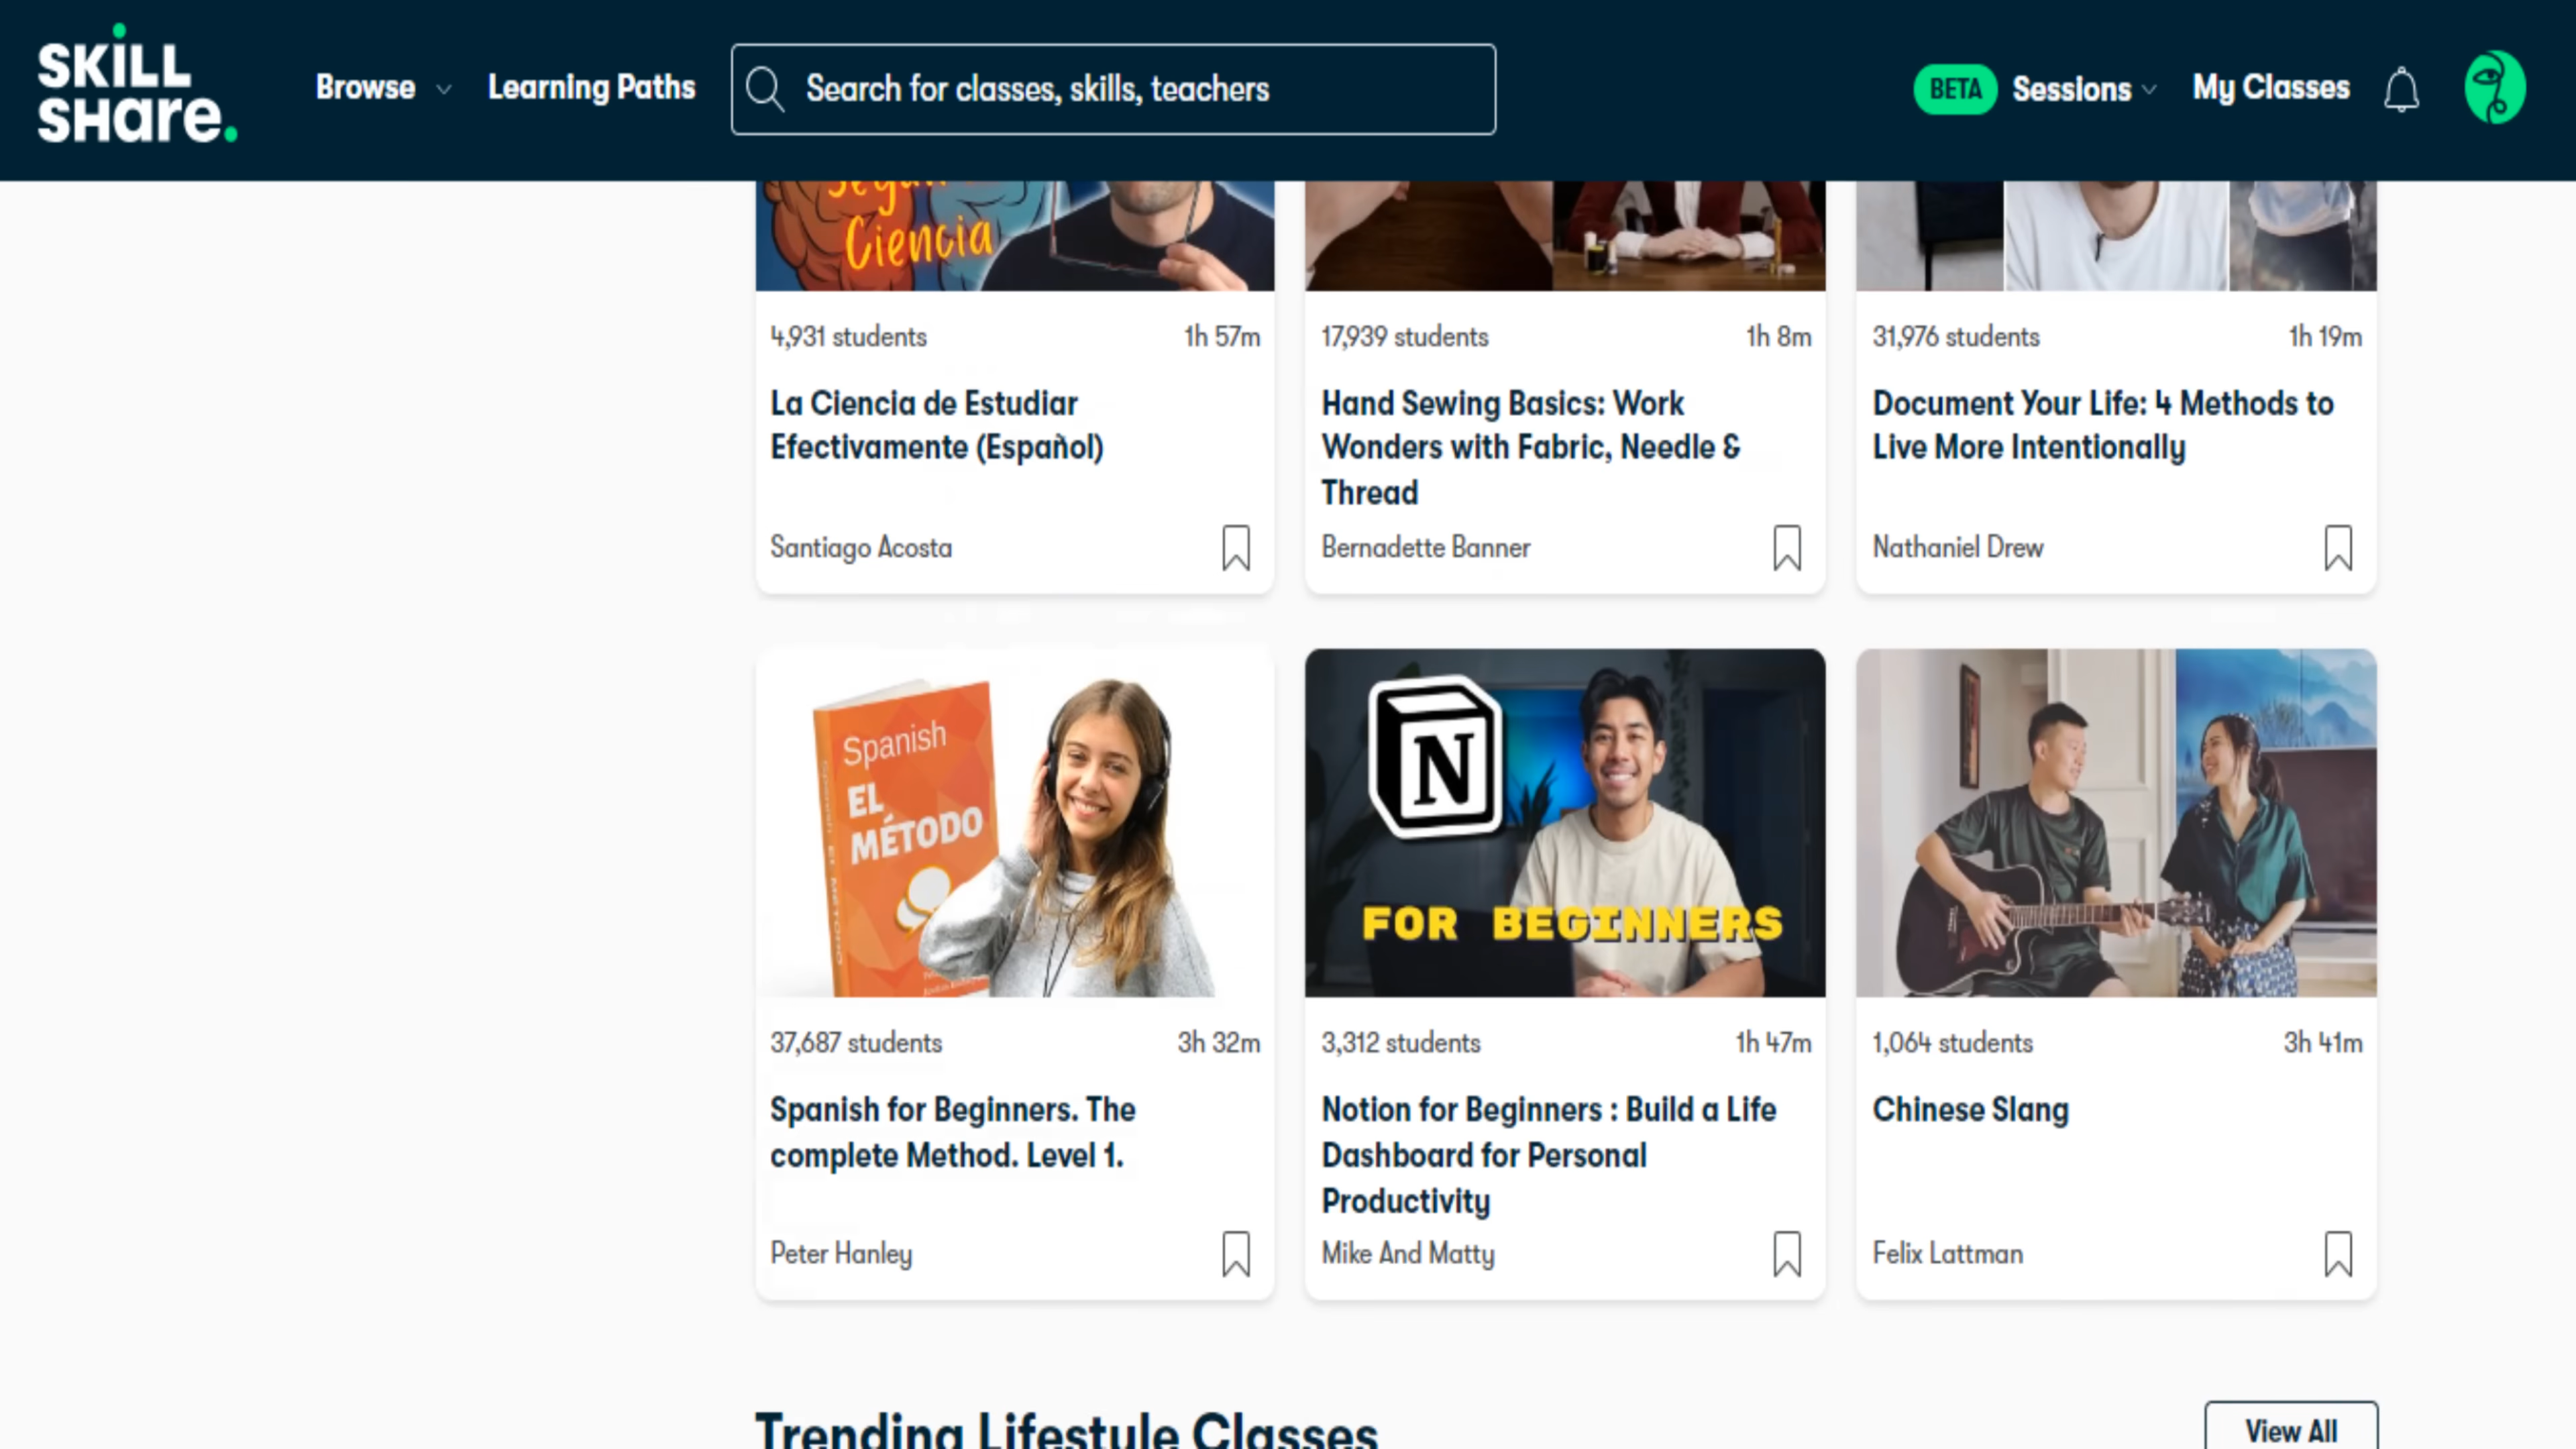 SKILL
SHare.
Browse
Learning Paths
Search for classes, skills, teachers
BETA
Sessions
My Classes
Ciencia
4,931 students
1h 57m
La Ciencia de Estudiar
Efectivamente (Español)
Santiago Acosta
17,939 students
1h 8m
Hand Sewing Basics: Work
Wonders with Fabric, Needle &
Thread
Bernadette Banner
31,976 students
1h 19m
Document Your Life: 4 Methods to
Live More Intentionally
Nathaniel Drew
Spanish
EL
MÉTODO
37,687 students
3h 32m
Spanish for Beginners. The
complete Method. Level 1.
Peter Hanley
N
FOR BEGINNERS
3,312 students
1h 47m
Notion for Beginners : Build a Life
Dashboard for Personal
Productivity
Mike And Matty
1,064 students
3h 41m
Chinese Slang
Felix Lattman
Trending Lifestyle Classes
View All